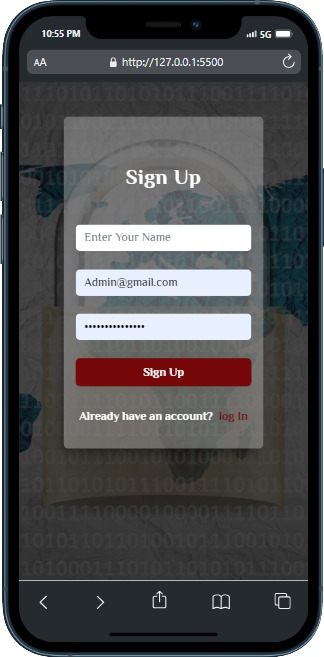 10:55 PM 5G
AA http://127.0.0.1:5500
Sign Up
Enter Your Name
Admin@gmail.com
•••••••••••••••
Sign Up
Already have an account? log In